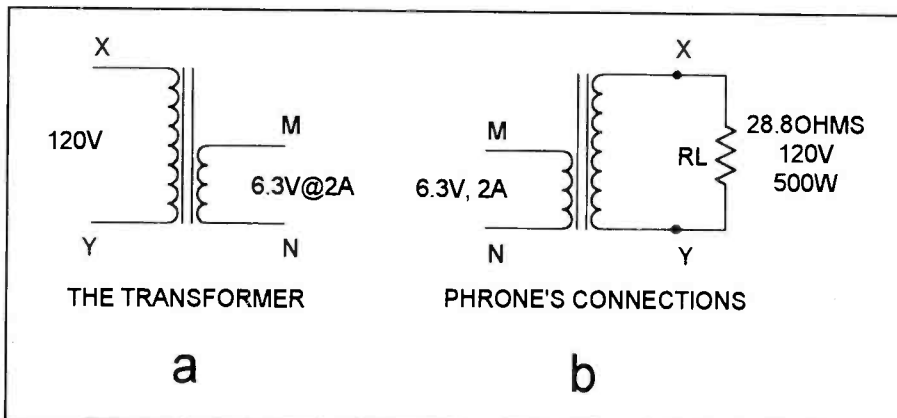 X
120V
M
6.3V@2A
Y
N
THE TRANSFORMER
a
X
M
28.8OHMS
RL
120V
500W
6.3V, 2A
N
Y
PHRONE'S CONNECTIONS
b